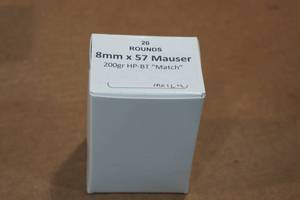 20
ROUNDS
8mm x 57 Mauser
200gr HP-BT "Match"